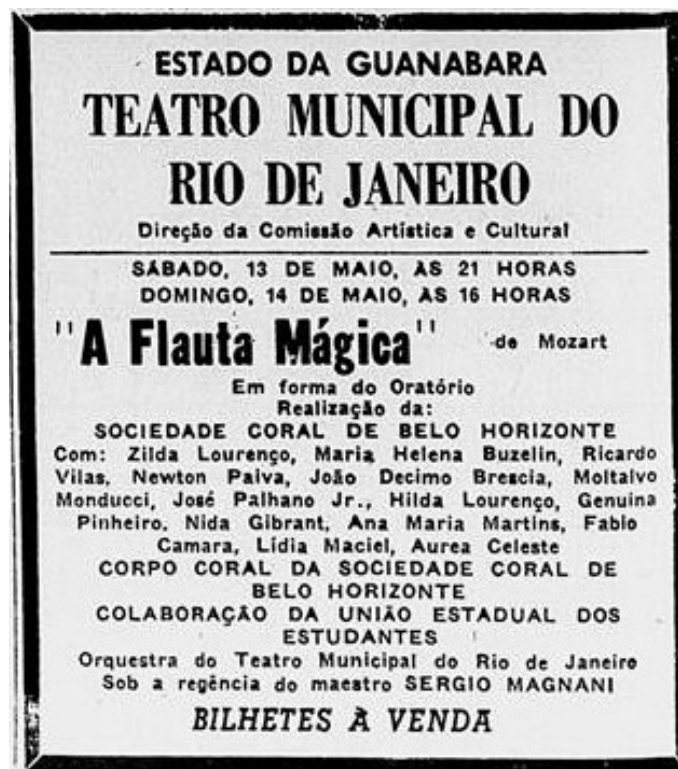 ESTADO DA GUANABARA
TEATRO MUNICIPAL DO
RIO DE JANEIRO
Direção da Comissão Artística e Cultural
SÁBADO, 13 DE MAIO, ÀS 21 HORAS
DOMINGO, 14 DE MAIO, ÀS 16 HORAS
"A Flauta Mágica" de Mozart
Em forma do Oratório
Realização da:
SOCIEDADE CORAL DE BELO HORIZONTE
Com: Zilda Lourenço, Maria Helena Buzelin, Ricardo
Vilas, Newton Paiva, João Decimo Brescia, Moltalvo
Monducci, José Palhano Jr., Hilda Lourenço, Genuina
Pinheiro, Nida Gibrant, Ana Maria Martins, Fabio
Camara, Lídia Maciel, Aurea Celeste
CORPO CORAL DA SOCIEDADE CORAL DE
BELO HORIZONTE
COLABORAÇÃO DA UNIÃO ESTADUAL DOS
ESTUDANTES
Orquestra do Teatro Municipal do Rio de Janeiro
Sob a regência do maestro SERGIO MAGNANI
BILHETES À VENDA